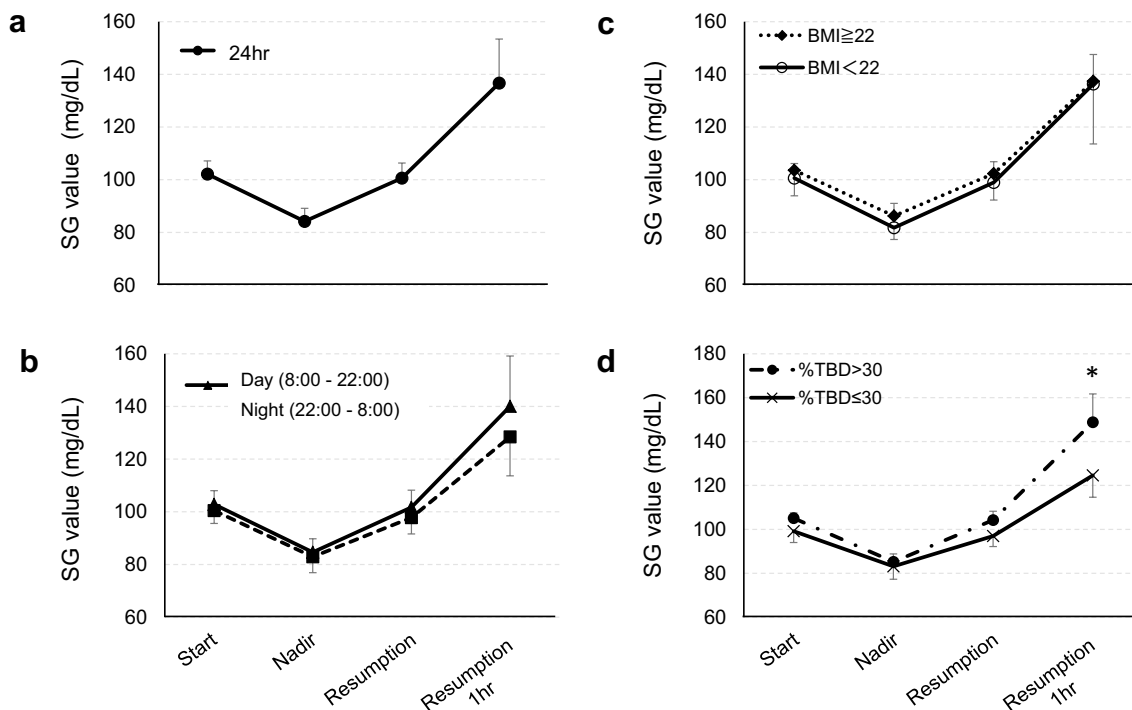 a
160
140
120
100
80
60
SG value (mg/dL)
24hr
b
160
140
120
100
80
60
SG value (mg/dL)
Day (8:00 - 22:00)
Night (22:00 - 8:00)
Start
Nadir
Resumption
Resumption
1hr
c
160
140
120
100
80
60
SG value (mg/dL)
BMI≧22
BMI＜22
d
180
160
140
120
100
80
60
SG value (mg/dL)
%TBD>30
%TBD≤30
*
Start
Nadir
Resumption
Resumption
1hr